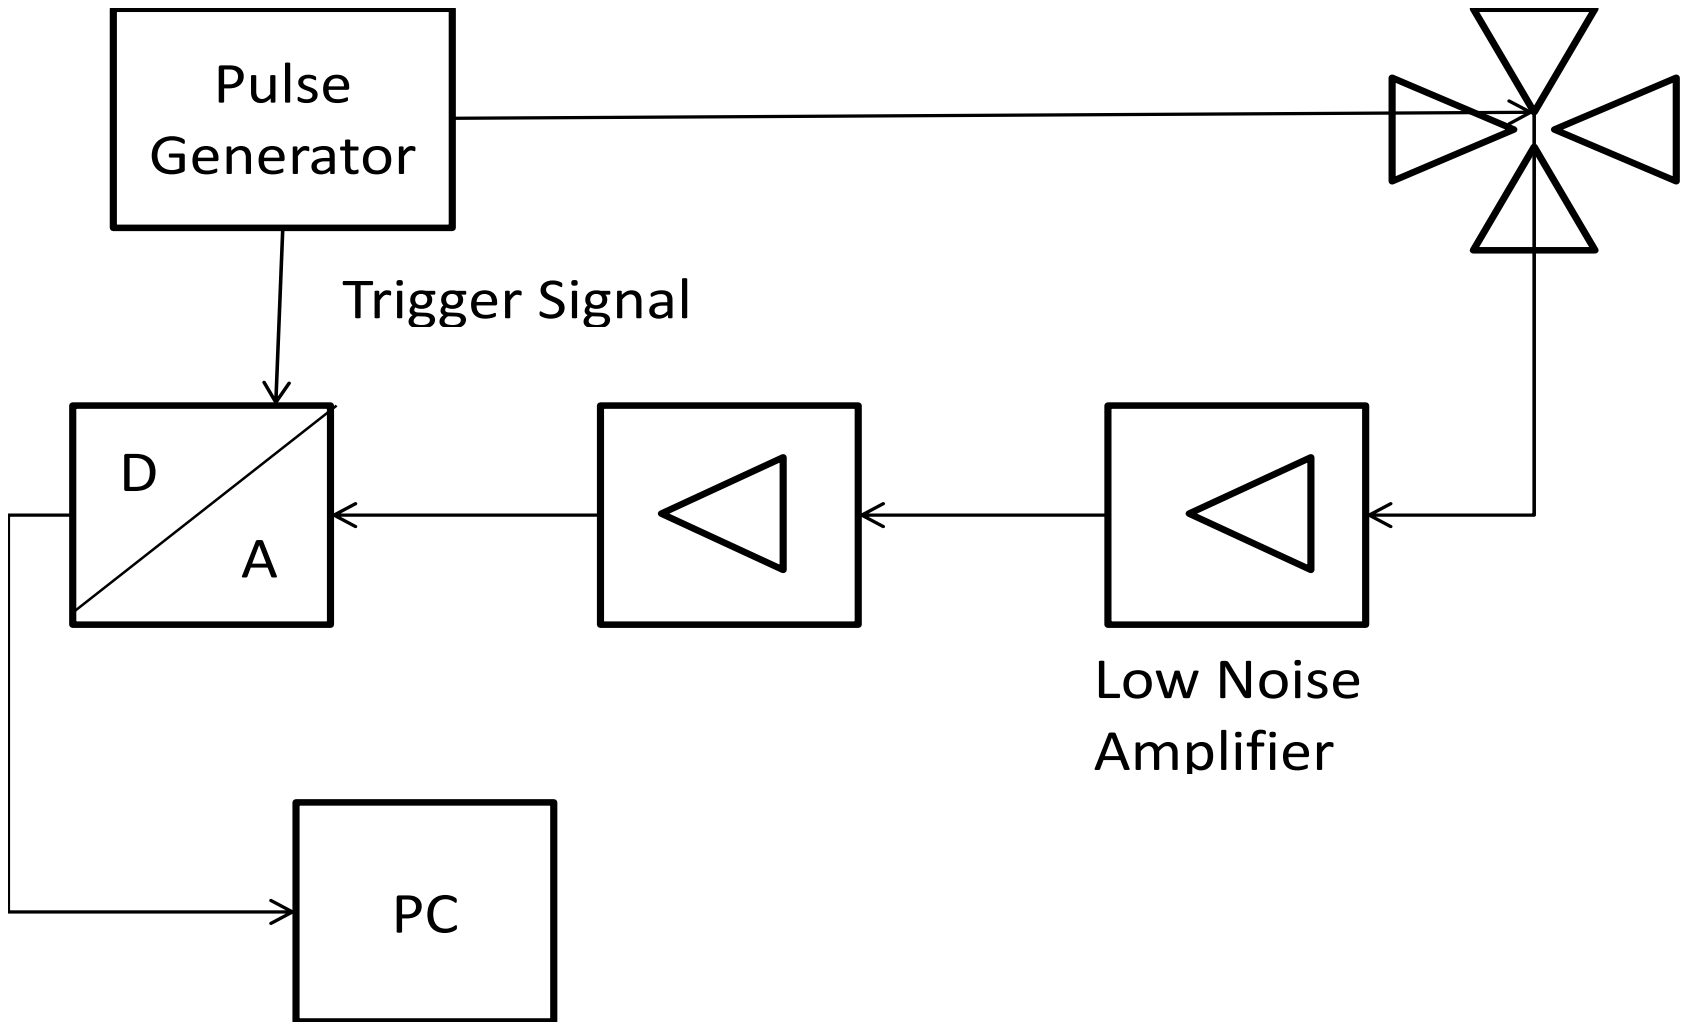 Pulse
Generator
Trigger Signal
D
A
Low Noise
Amplifier
PC